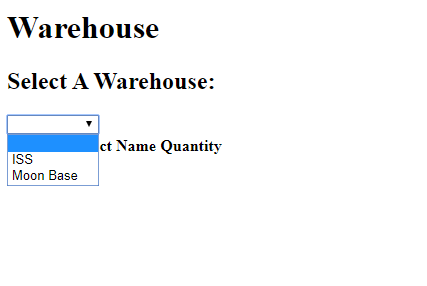 Warehouse
Select A Warehouse:
ct Name Quantity
ISS
Moon Base